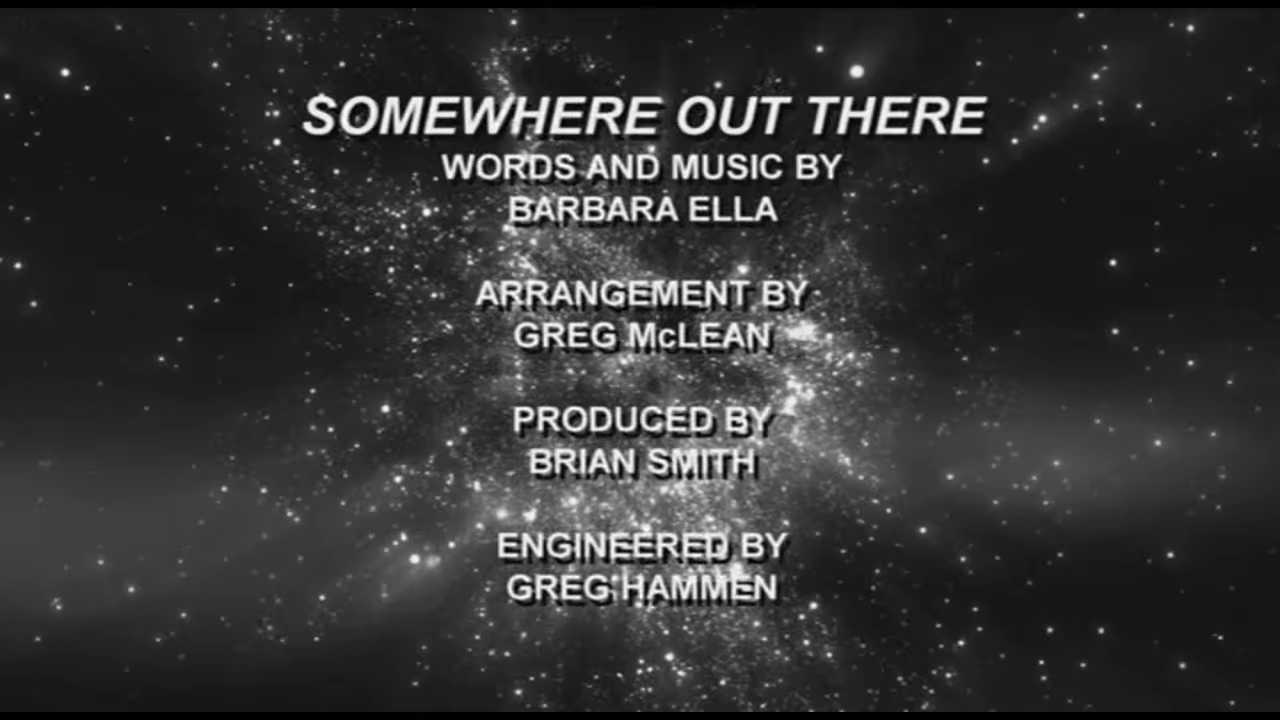 SOMEWHERE OUT THERE
WORDS AND MUSIC BY
BARBARA ELLA
ARRANGEMENT BY
GREG McLEAN
PRODUCED BY
BRIAN SMITH
ENGINEERED BY
GREG HAMMEN